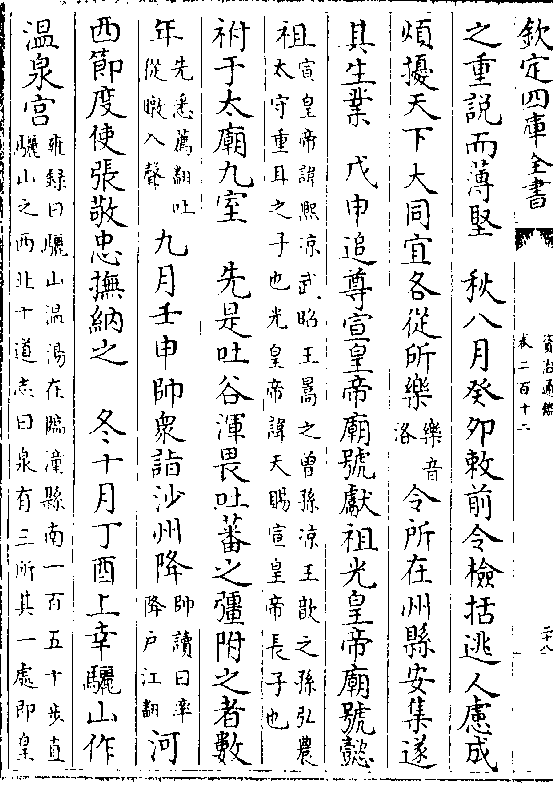 欽定四庫全書
資治通鑑
卷二百十二
之重說而薄堅　秋八月癸卯敕前令檢括逃人慮成
煩擾天下大同宜各從所樂樂音洛令所在州縣安集遂
其生業　戊申追尊宣皇帝廟號獻祖光皇帝廟號懿
祖宣皇帝諱熙涼武昭王暠之曾孫涼王歆之孫弘農太守重耳之子也光皇帝諱天賜宣皇帝長子也
祔于太廟九室　先是吐谷渾畏吐蕃之彊附之者數
年先悉薦翻吐從暾入聲　九月壬申帥衆詣沙州降帥讀曰率降户江翻河
西節度使張敬忠撫納之　冬十月丁酉上幸驪山作
温泉宫雍録曰驪山温湯在臨潼縣南一百五十步直驪山之西北十道志曰泉有三所其一處即皇